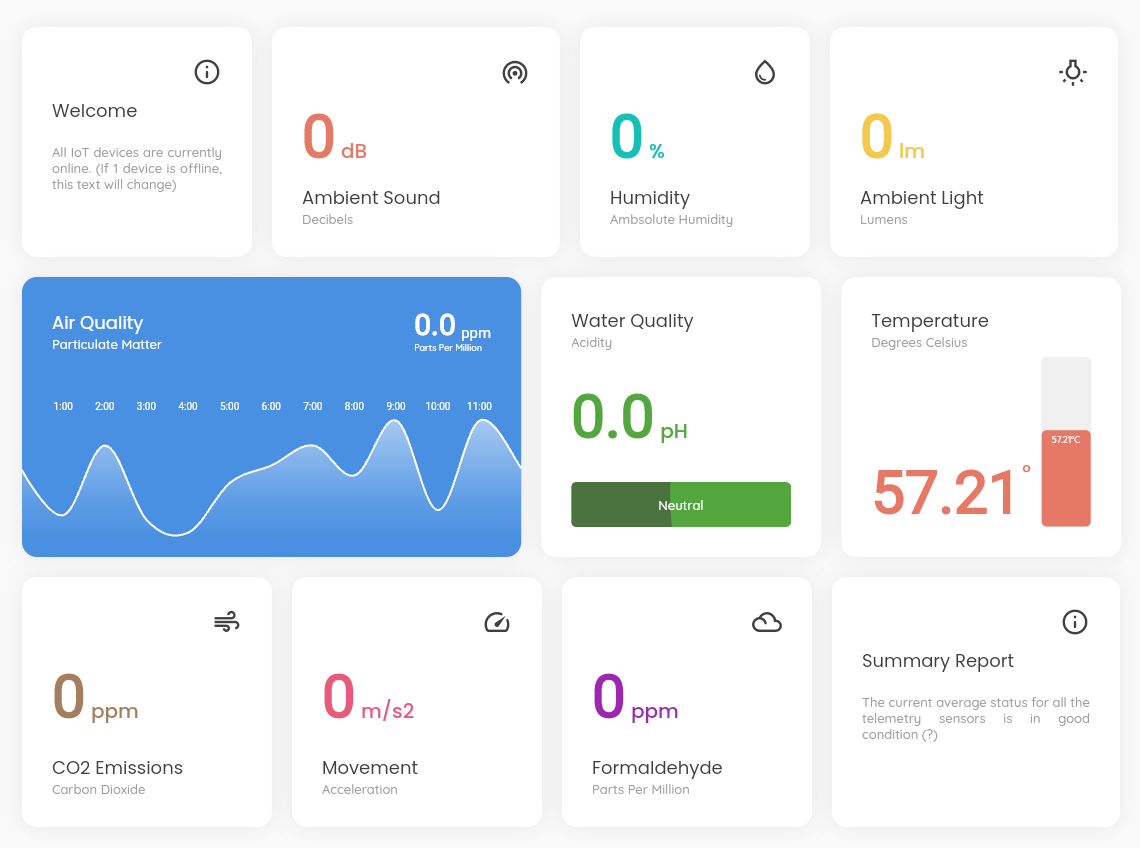 Welcome
All IoT devices are currently
online. (If 1 device is offline,
this text will change)
0 dB
Ambient Sound
Decibels
0 %
Humidity
Ambsolute Humidity
0 lm
Ambient Light
Lumens
Air Quality
Particulate Matter
0.0 ppm
Parts Per Million
1:00 2:00 3:00 4:00 5:00 6:00 7:00 8:00 9:00 10:00 11:00
Water Quality
Acidity
0.0 pH
Neutral
Temperature
Degrees Celsius
57.21°C
57.21°
0 ppm
CO2 Emissions
Carbon Dioxide
0 m/s2
Movement
Acceleration
0 ppm
Formaldehyde
Parts Per Million
Summary Report
The current average status for all the
telemetry sensors is in good
condition (?)